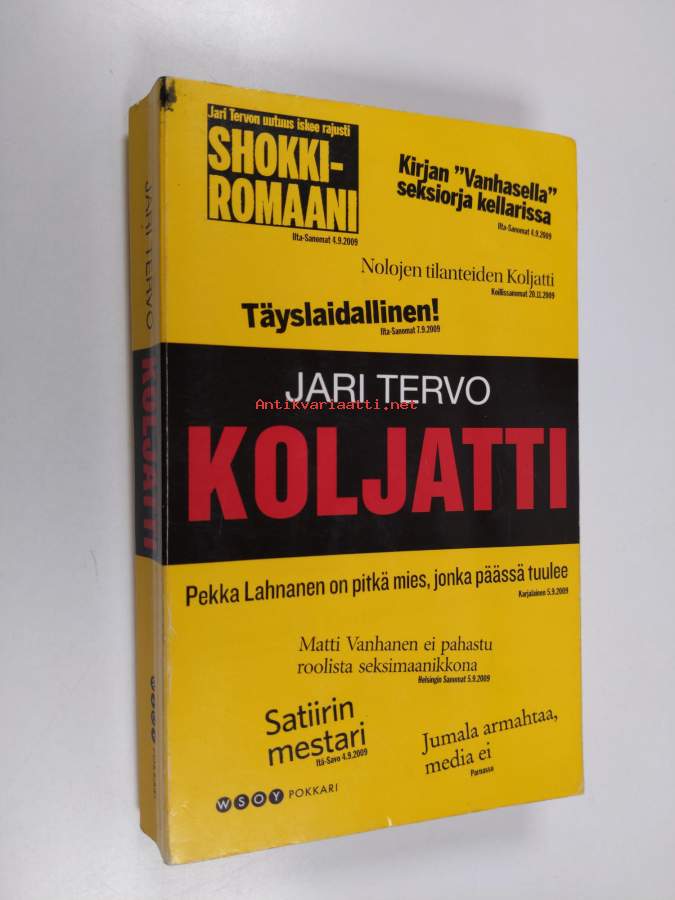 Jari Tervon uutuus iskee rajusti
SHOKKI-
ROMAANI
Ilta-Sanomat 4.9.2009
Kirjan ”Vanhasella”
seksiorja kellarissa
Ilta-Sanomat 4.9.2009
Nolojen tilanteiden Koljatti
Koillissanomat 20.11.2009
Täyslaidallinen!
Ilta-Sanomat 7.9.2009
JARI TERVO
Antikvariaatti.net
KOLJATTI
Pekka Lahnanen on pitkä mies, jonka päässä tuulee
Karjalainen 5.9.2009
Matti Vanhanen ei pahastu
roolista seksimaanikkona
Helsingin Sanomat 5.9.2009
Satiirin
mestari
Itä-Savo 4.9.2009
Jumala armahtaa,
media ei
Parnasso
WSOY POKKARI
JARI TERVO
KOLJATTI
WSOY POKKARI